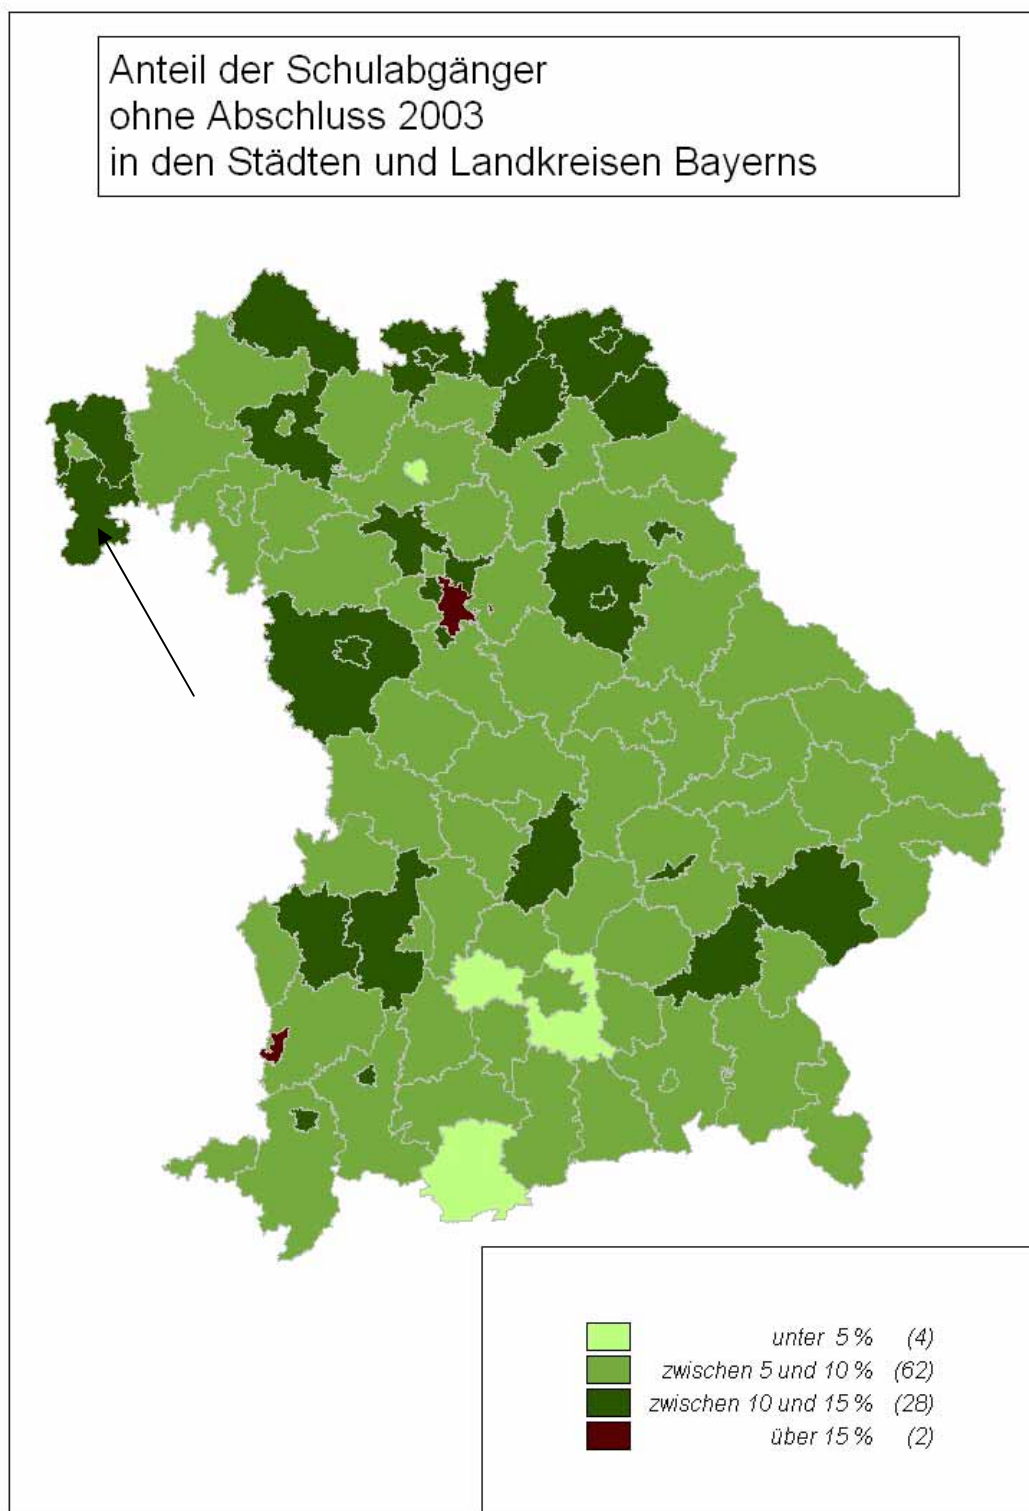 Anteil der Schulabgänger
ohne Abschluss 2003
in den Städten und Landkreisen Bayerns
unter 5 % (4)
zwischen 5 und 10 % (62)
zwischen 10 und 15 % (28)
über 15 % (2)